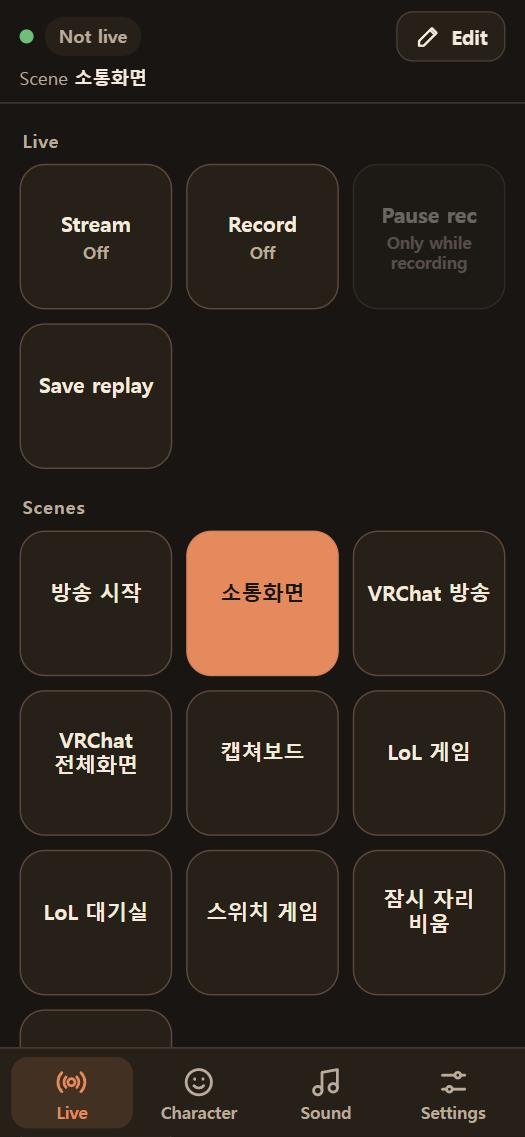 Not live
Edit
Scene 소통화면
Live
Stream
Off
Record
Off
Pause rec
Only while
recording
Save replay
Scenes
방송 시작
소통화면
VRChat 방송
VRChat
전체화면
캡쳐보드
LoL 게임
LoL 대기실
스위치 게임
잠시 자리
비움
Live
Character
Sound
Settings